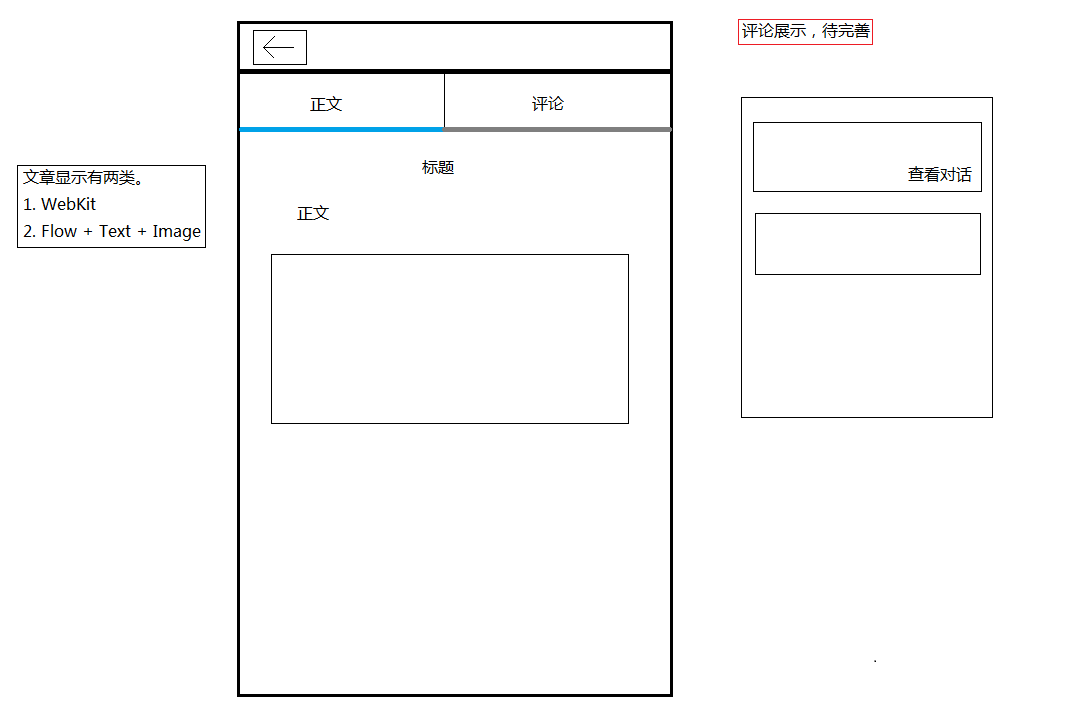 评论展示，待完善
正文
评论
标题
正文
文章显示有两类。
1. WebKit
2. Flow + Text + Image
查看对话